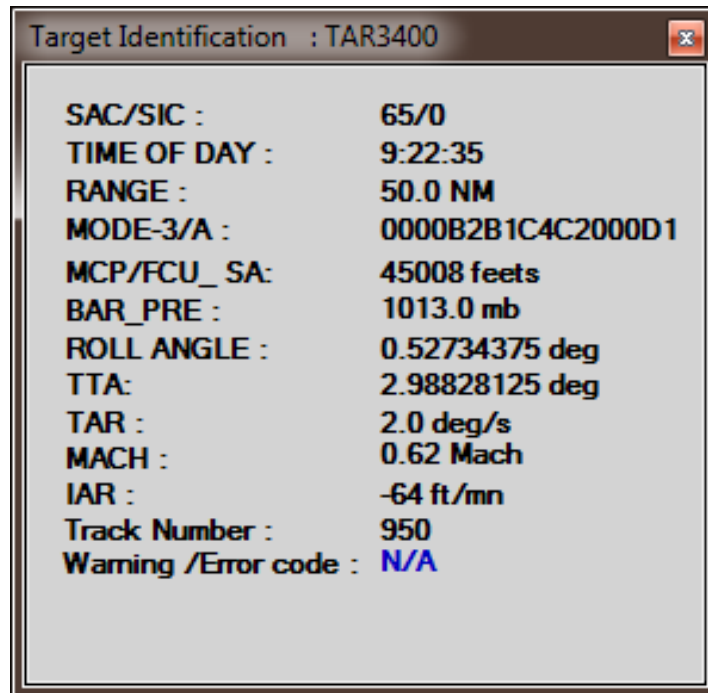 Target Identification : TAR3400
SAC/SIC : 65/0
TIME OF DAY : 9:22:35
RANGE : 50.0 NM
MODE-3/A : 0000B2B1C4C2000D1
MCP/FCU_ SA: 45008 feets
BAR_PRE : 1013.0 mb
ROLL ANGLE : 0.52734375 deg
TTA: 2.98828125 deg
TAR : 2.0 deg/s
MACH : 0.62 Mach
IAR : -64 ft/mn
Track Number : 950
Warning /Error code : N/A